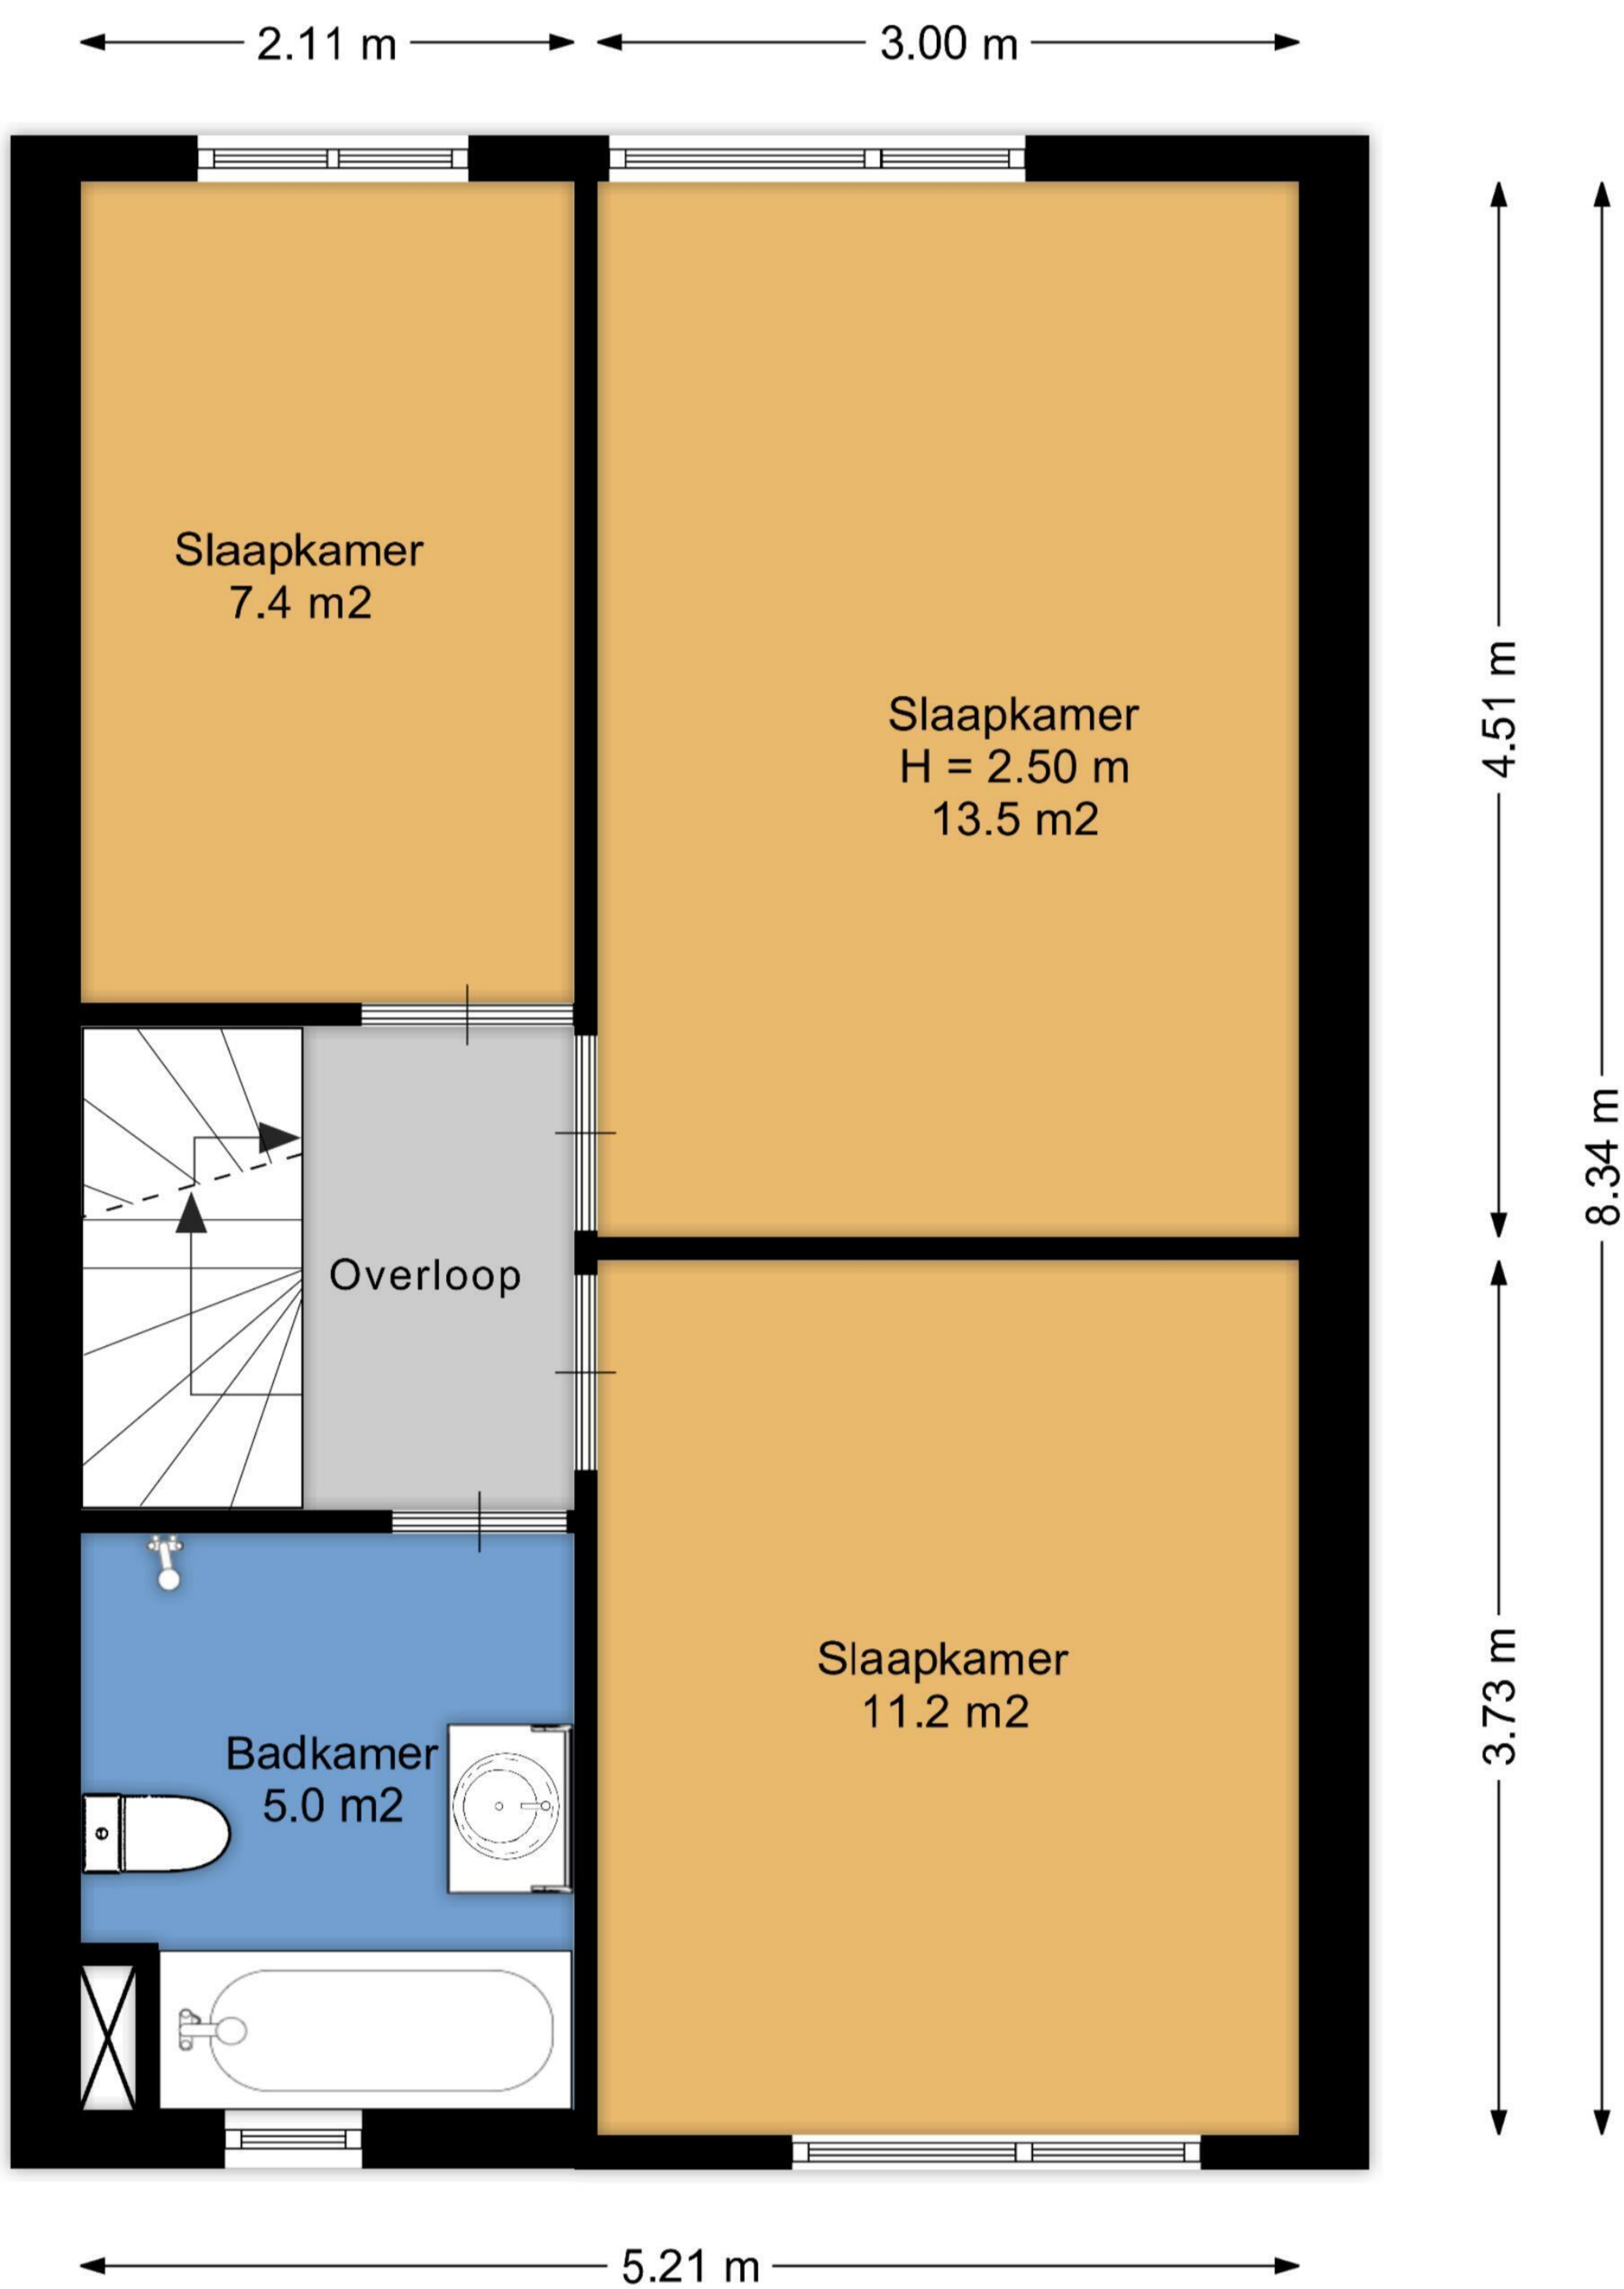 2.11 m
3.00 m
Slaapkamer
7.4 m2
Slaapkamer
H = 2.50 m
13.5 m2
4.51 m
8.34 m
Overloop
Slaapkamer
11.2 m2
3.73 m
Badkamer
5.0 m2
5.21 m